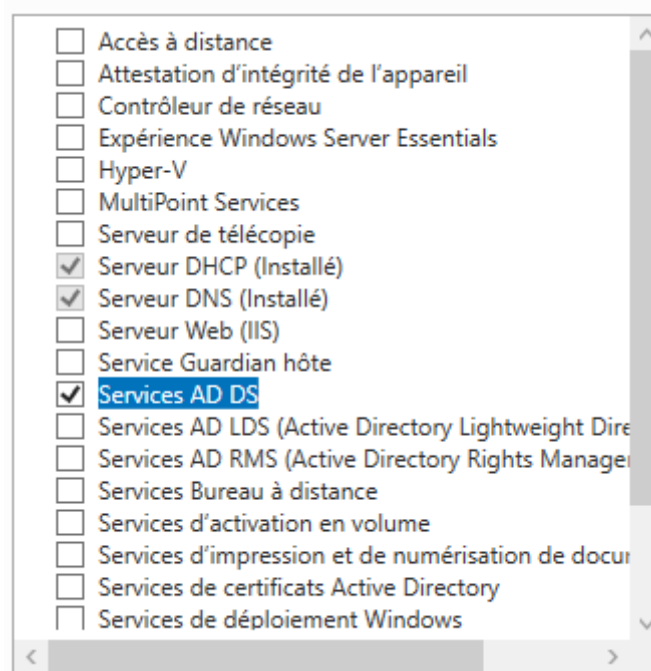 Accès à distance
Attestation d’intégrité de l’appareil
Contrôleur de réseau
Expérience Windows Server Essentials
Hyper-V
MultiPoint Services
Serveur de télécopie
Serveur DHCP (Installé)
Serveur DNS (Installé)
Serveur Web (IIS)
Service Guardian hôte
Services AD DS
Services AD LDS (Active Directory Lightweight Dire
Services AD RMS (Active Directory Rights Manager
Services Bureau à distance
Services d’activation en volume
Services d’impression et de numérisation de docur
Services de certificats Active Directory
Services de déploiement Windows